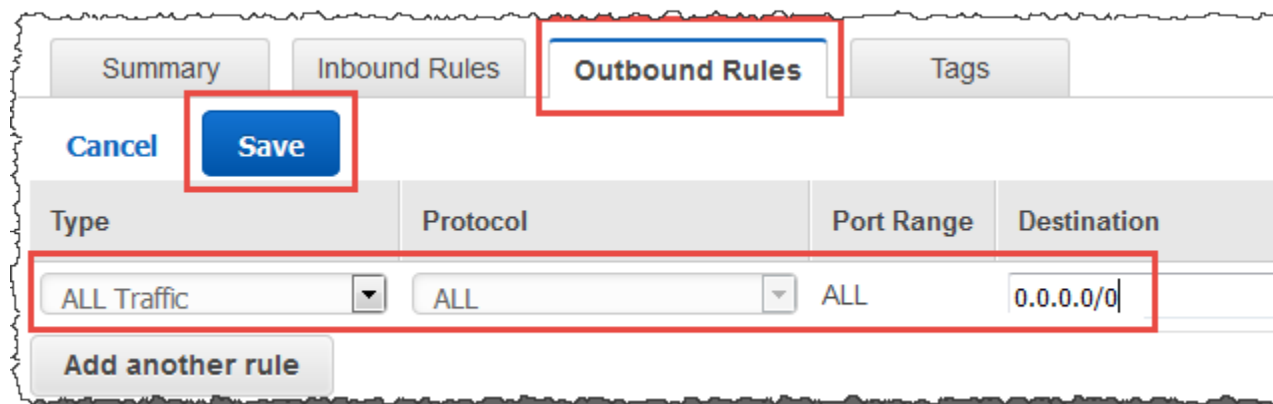 Summary Inbound Rules Outbound Rules Tags
Cancel Save
Type Protocol Port Range Destination
ALL Traffic ALL ALL 0.0.0.0/0
Add another rule